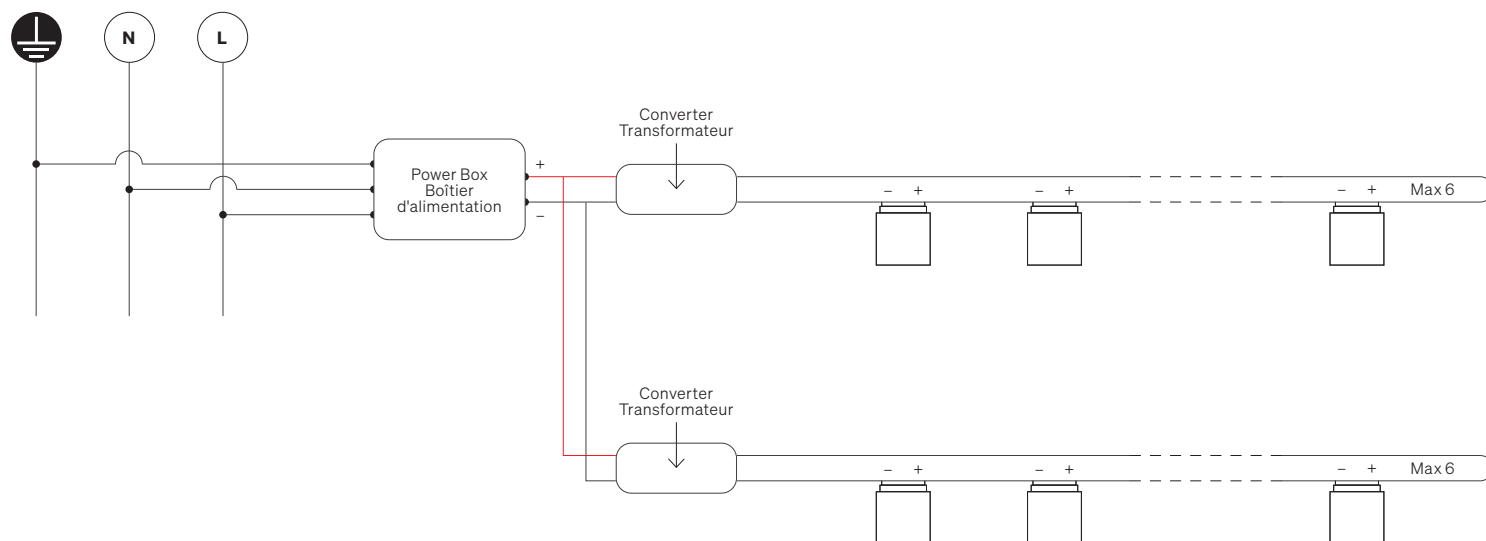 N
L
Converter
Transformateur
Power Box
Boîtier
d'alimentation
+
–
– +
– +
– +
Max 6
Converter
Transformateur
– +
– +
– +
Max 6